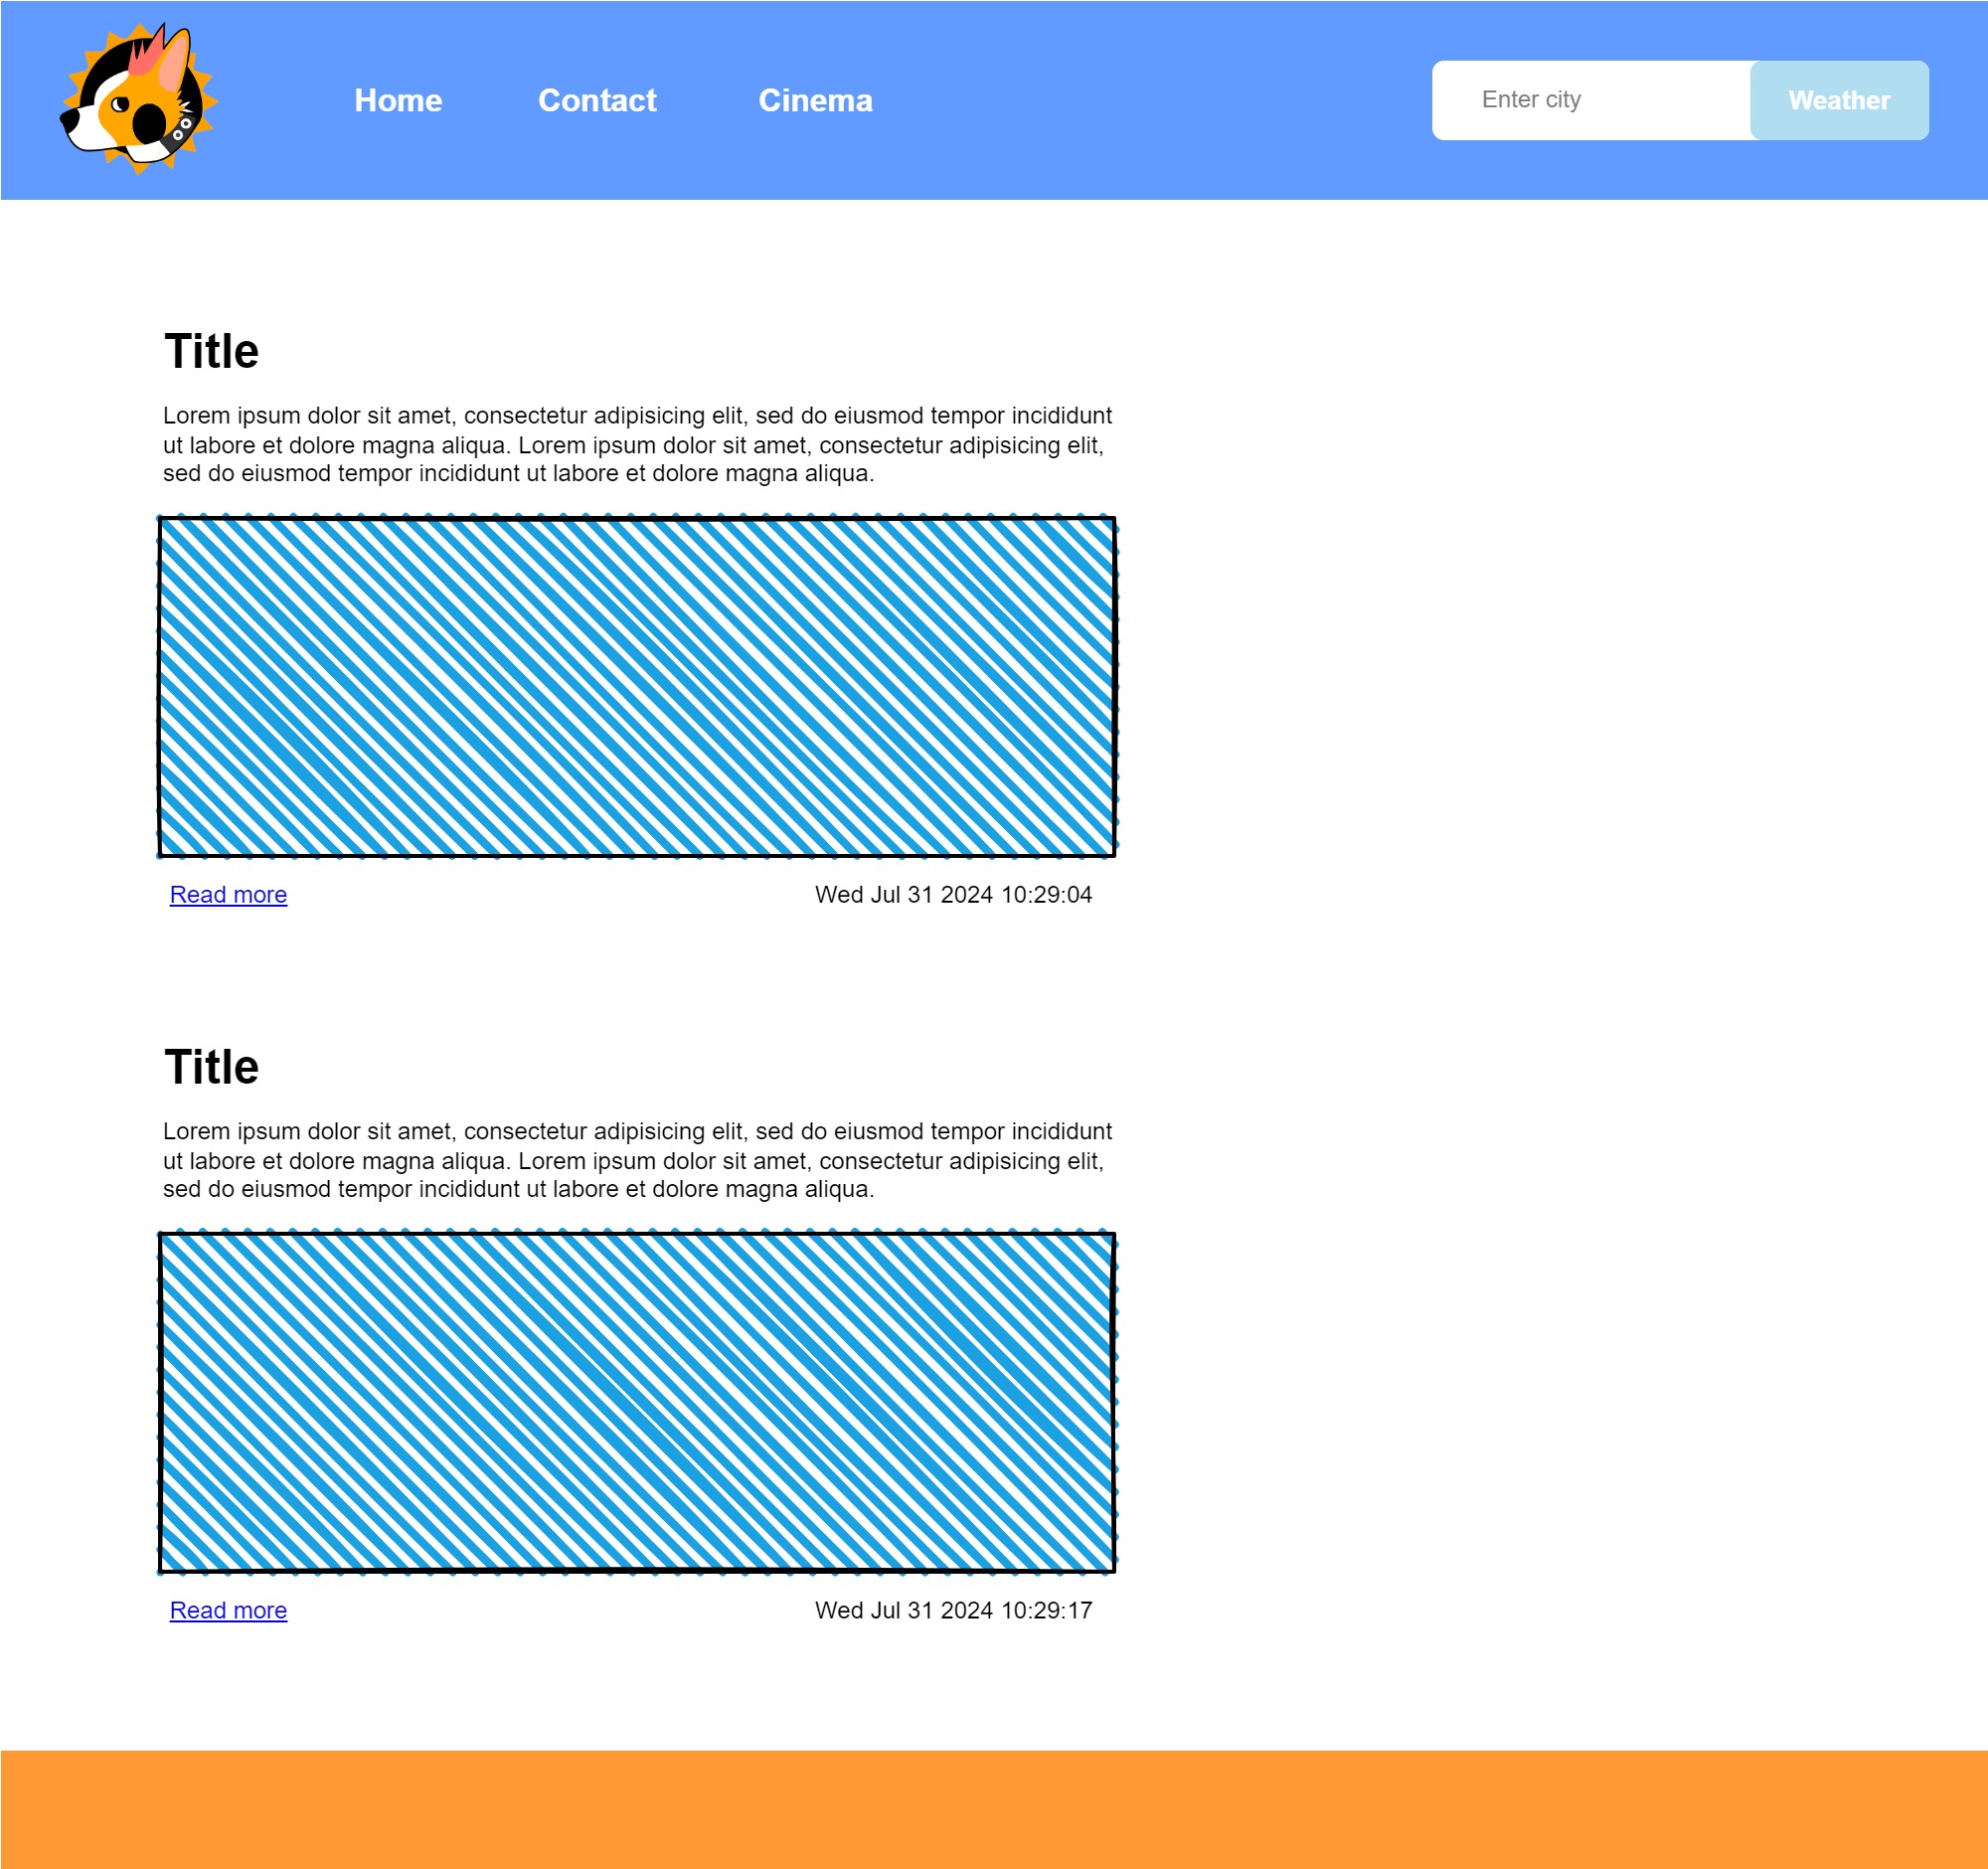 Home
Contact
Cinema
Enter city
Weather
Title
Lorem ipsum dolor sit amet, consectetur adipisicing elit, sed do eiusmod tempor incididunt
ut labore et dolore magna aliqua. Lorem ipsum dolor sit amet, consectetur adipisicing elit,
sed do eiusmod tempor incididunt ut labore et dolore magna aliqua.
Read more
Wed Jul 31 2024 10:29:04
Title
Lorem ipsum dolor sit amet, consectetur adipisicing elit, sed do eiusmod tempor incididunt
ut labore et dolore magna aliqua. Lorem ipsum dolor sit amet, consectetur adipisicing elit,
sed do eiusmod tempor incididunt ut labore et dolore magna aliqua.
Read more
Wed Jul 31 2024 10:29:17